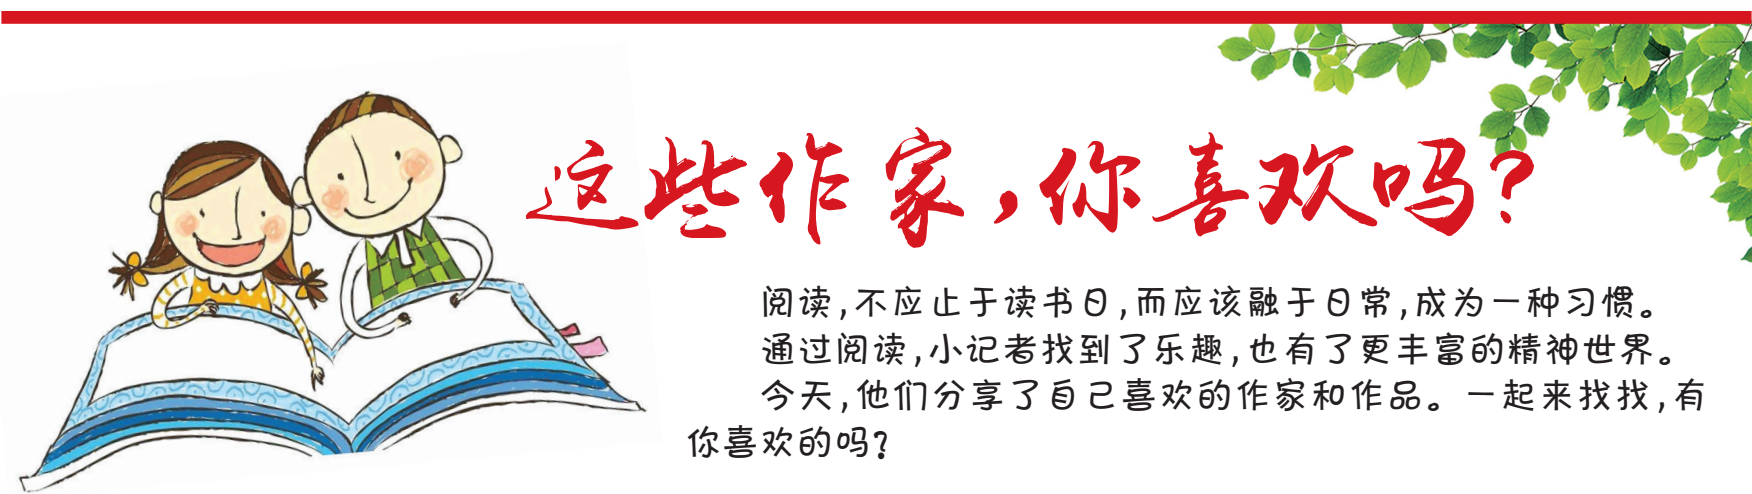 这些作家，你喜欢吗？
阅读，不应止于读书日，而应该融于日常，成为一种习惯。
通过阅读，小记者找到了乐趣，也有了更丰富的精神世界。
今天，他们分享了自己喜欢的作家和作品。一起来找找，有
你喜欢的吗？